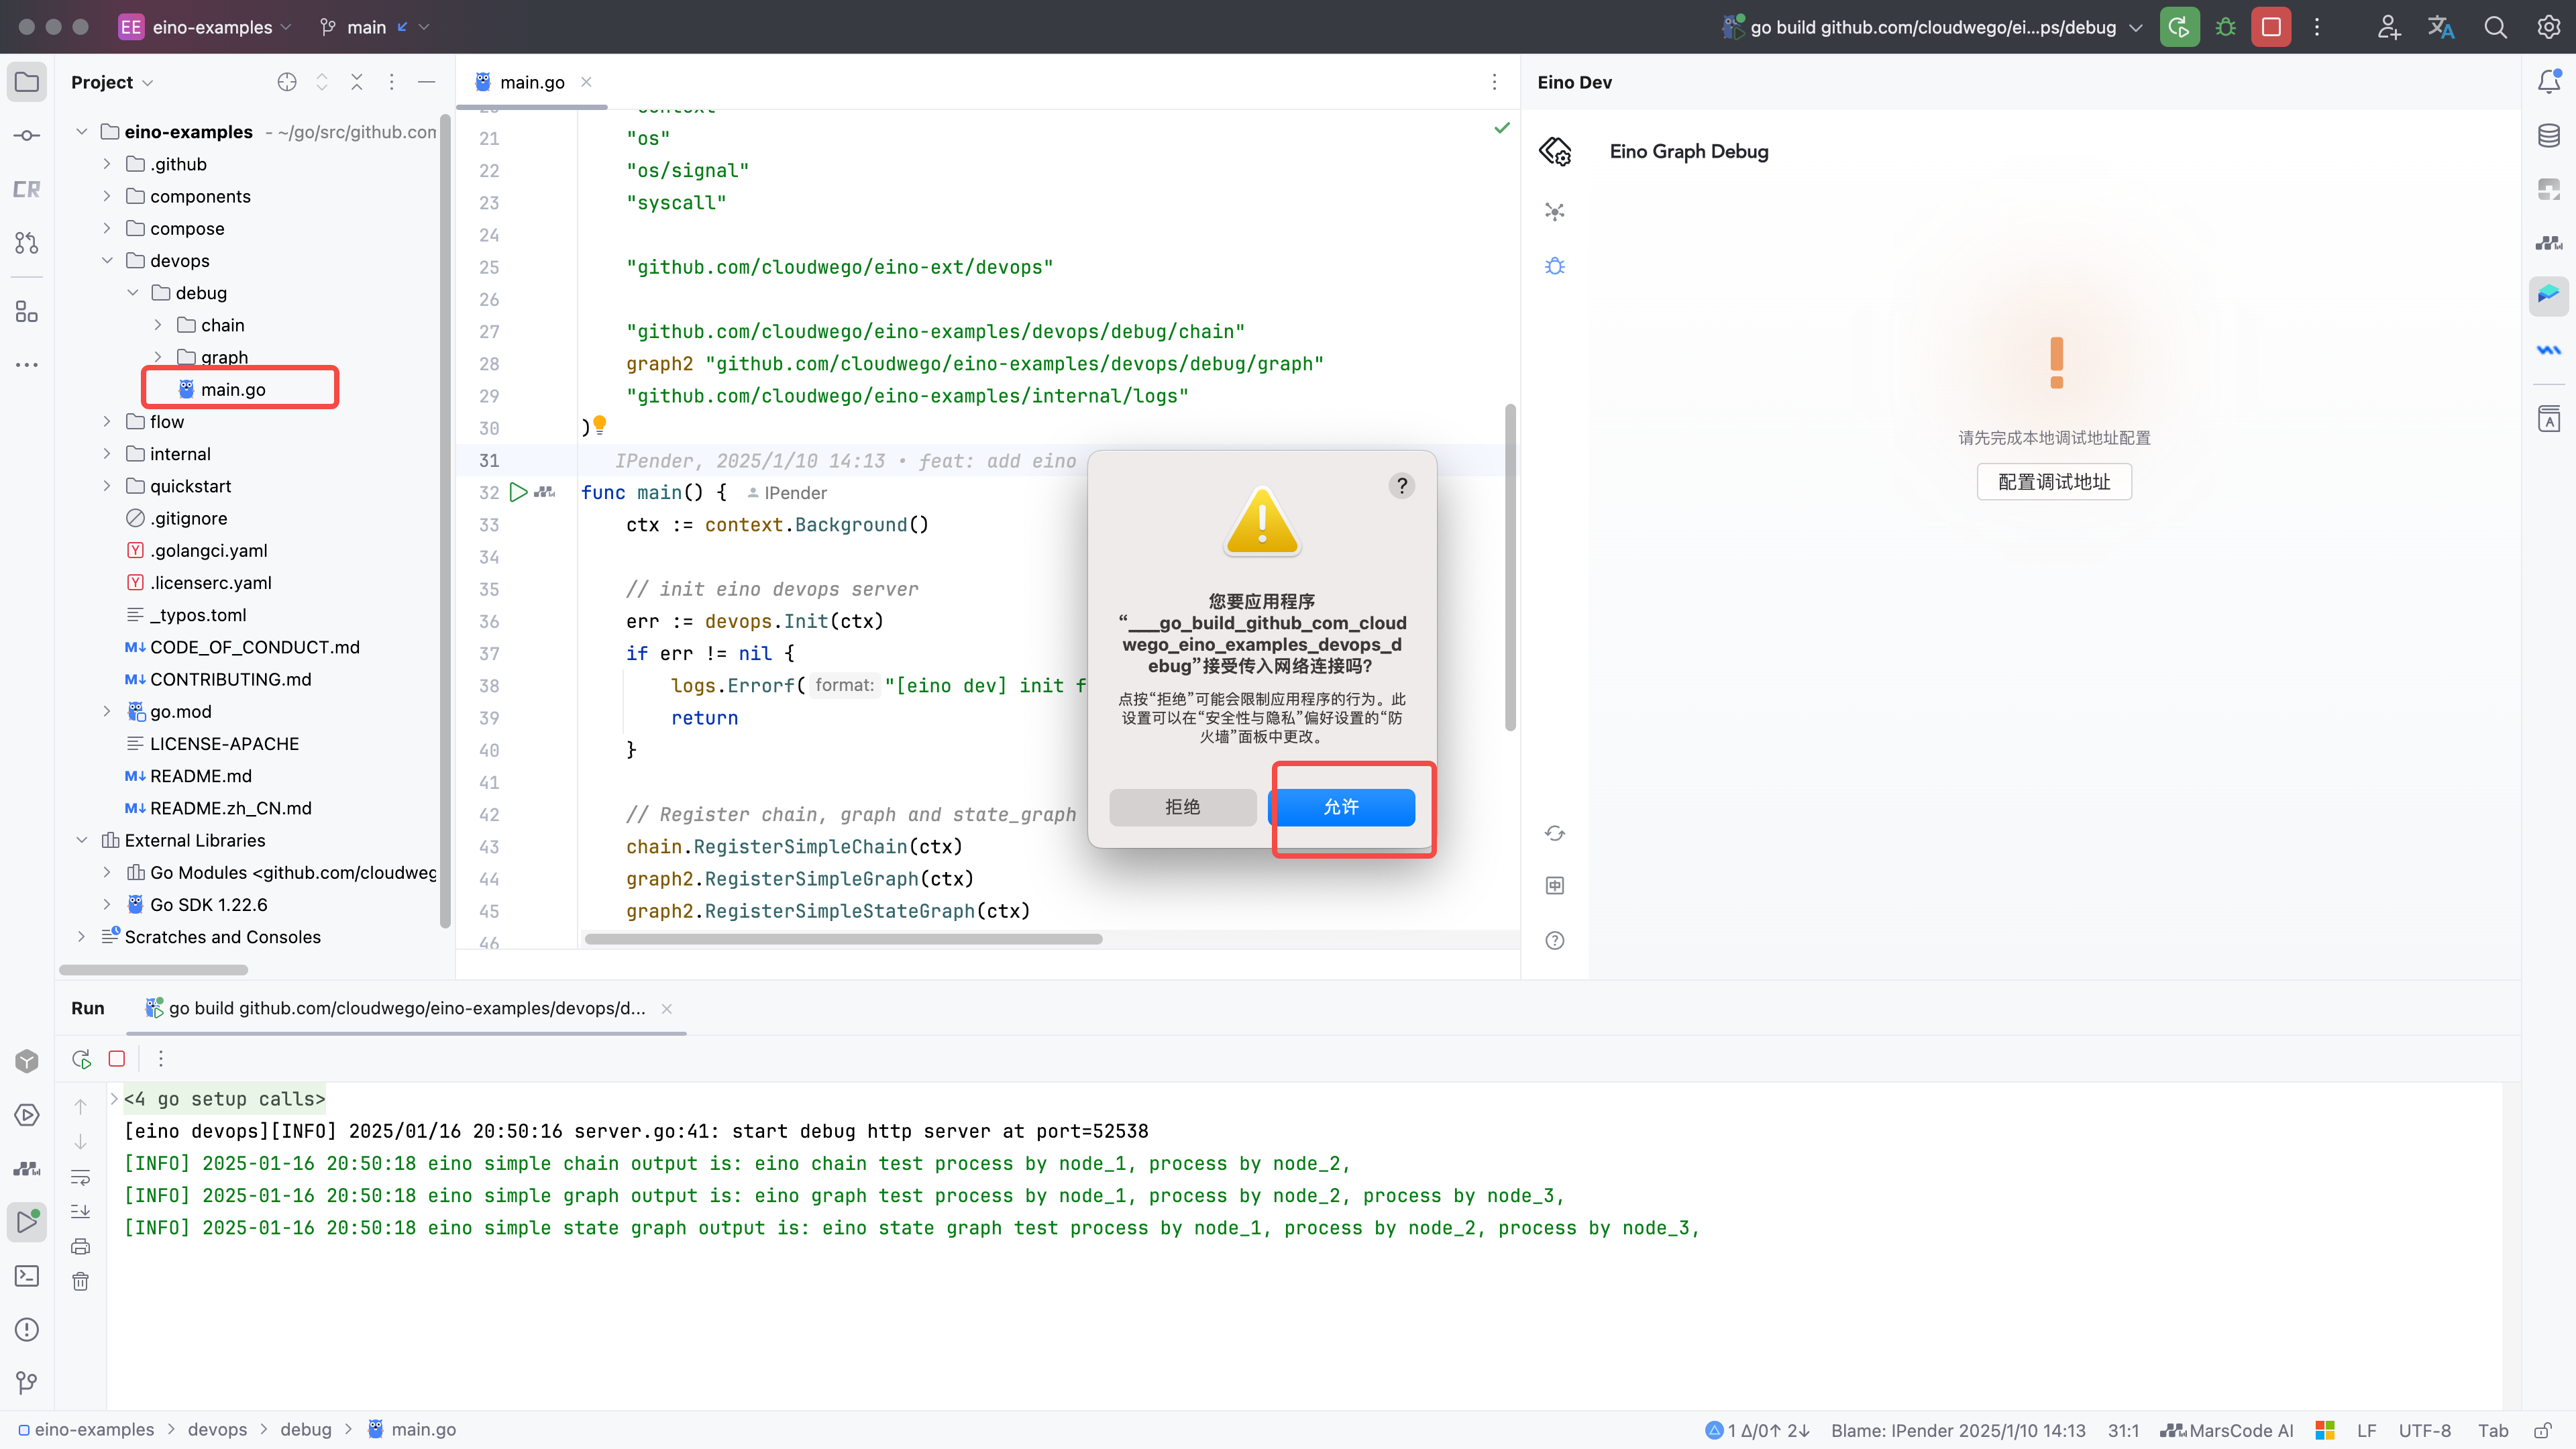 EE eino-examples
main
go build github.com/cloudwego/ei...ps/debug
Project
main.go
Eino Dev
eino-examples - ~/go/src/github.com
.github
components
compose
devops
debug
chain
graph
main.go
flow
internal
quickstart
.gitignore
.golangci.yaml
.licenserc.yaml
_typos.toml
CODE_OF_CONDUCT.md
CONTRIBUTING.md
go.mod
LICENSE-APACHE
README.md
README.zh_CN.md
External Libraries
Go Modules <github.com/cloudweg
Go SDK 1.22.6
Scratches and Consoles
21 "os"
22 "os/signal"
23 "syscall"
24
25 "github.com/cloudwego/eino-ext/devops"
26
27 "github.com/cloudwego/eino-examples/devops/debug/chain"
28 graph2 "github.com/cloudwego/eino-examples/devops/debug/graph"
29 "github.com/cloudwego/eino-examples/internal/logs"
30 )
31 IPender, 2025/1/10 14:13 • feat: add eino
32 func main() { IPender
33 ctx := context.Background()
34
35 // init eino devops server
36 err := devops.Init(ctx)
37 if err != nil {
38 logs.Errorf( format: "[eino dev] init f
39 return
40 }
41
42 // Register chain, graph and state_graph
43 chain.RegisterSimpleChain(ctx)
44 graph2.RegisterSimpleGraph(ctx)
45 graph2.RegisterSimpleStateGraph(ctx)
46
?
您要应用程序
“___go_build_github_com_cloud
wego_eino_examples_devops_d
ebug”接受传入网络连接吗?
点按“拒绝”可能会限制应用程序的行为。此
设置可以在“安全性与隐私”偏好设置的“防
火墙”面板中更改。
拒绝
允许
Eino Graph Debug
请先完成本地调试地址配置
配置调试地址
Run
go build github.com/cloudwego/eino-examples/devops/d...
<4 go setup calls>
[eino devops][INFO] 2025/01/16 20:50:16 server.go:41: start debug http server at port=52538
[INFO] 2025-01-16 20:50:18 eino simple chain output is: eino chain test process by node_1, process by node_2,
[INFO] 2025-01-16 20:50:18 eino simple graph output is: eino graph test process by node_1, process by node_2, process by node_3,
[INFO] 2025-01-16 20:50:18 eino simple state graph output is: eino state graph test process by node_1, process by node_2, process by node_3,
eino-examples > devops > debug > main.go
1 Δ/0↑ 2↓
Blame: IPender 2025/1/10 14:13
31:1
MarsCode AI
LF
UTF-8
Tab